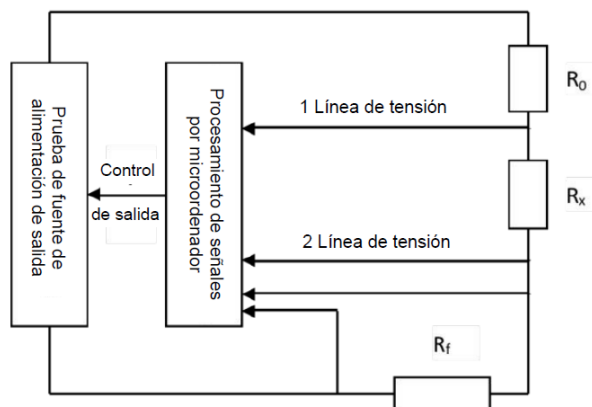 Prueba de fuente de
alimentación de salida
Control
de salida
Procesamiento de señales
por microordenador
1 Línea de tensión
2 Línea de tensión
R₀
Rₓ
R_f